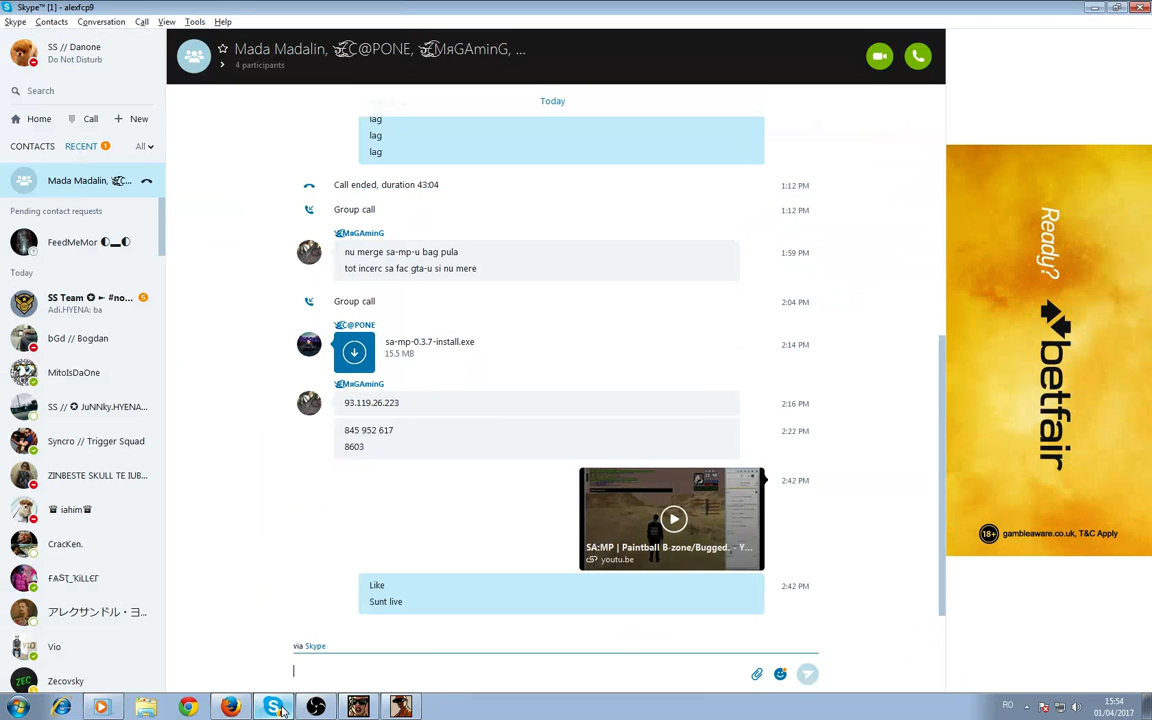 Skype™ [1] - alexfcp9
Skype Contacts Conversation Call View Tools Help
SS // Danone
Do Not Disturb
Search
Home Call New
CONTACTS RECENT 1 All
Mada Madalin,
Pending contact requests
FeedMeMor
Today
SS Team ✪ ► #no... 5
Adi.HYENA: ba
bGd // Bogdan
MitoIsDaOne
SS // ✪ JuNNky.HYENA...
Syncro // Trigger Squad
ZINBESTE SKULL TE IUB...
♛ iahim♛
CracKen.
アレクサンドル・ヨ...
Vio
ZEC
Zecovsky
Mada Madalin, C@PONE, MяGAminG, ...
4 participants
Today
lag
lag
lag
Call ended, duration 43:04 1:12 PM
Group call 1:12 PM
MяGAminG
nu merge sa-mp-u bag pula 1:59 PM
tot incerc sa fac gta-u si nu mere
Group call 2:04 PM
C@PONE
sa-mp-0.3.7-install.exe 2:14 PM
15.5 MB
MяGAminG
93.119.26.223 2:16 PM
845 952 617 2:22 PM
8603
2:42 PM
SA:MP | Paintball B-zone/Bugged. - Y...
youtu.be
Like 2:42 PM
Sunt live
via Skype
Ready?
betfair
18+ gambleaware.co.uk, T&C Apply
RO 15:54
01/04/2017